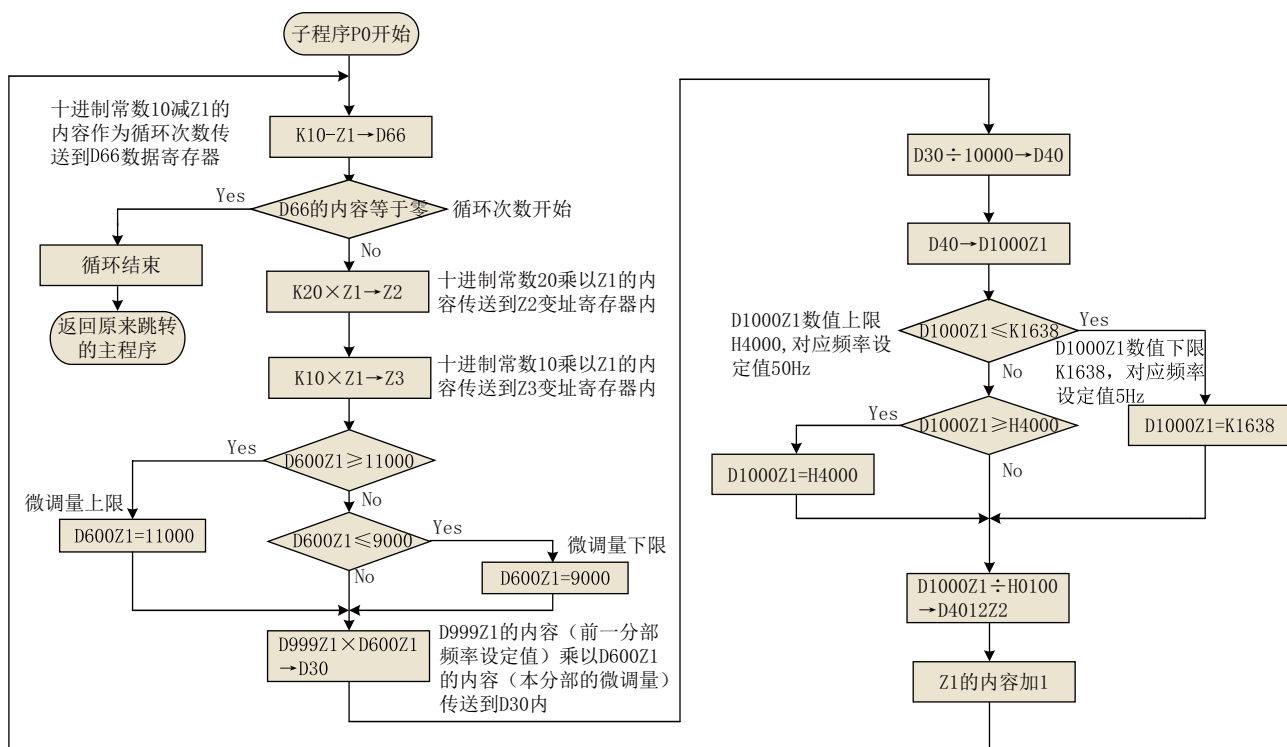 子程序P0开始
十进制常数10减Z1的
内容作为循环次数传
送到D66数据寄存器
K10-Z1→D66
Yes
D66的内容等于零
循环次数开始
No
循环结束
返回原来跳转
的主程序
K20×Z1→Z2
十进制常数20乘以Z1的内
容传送到Z2变址寄存器内
K10×Z1→Z3
十进制常数10乘以Z1的内
容传送到Z3变址寄存器内
Yes
D600Z1≥11000
No
微调量上限
D600Z1=11000
D600Z1≤9000
Yes
No
微调量下限
D600Z1=9000
D999Z1×D600Z1
→D30
D999Z1的内容（前一分部
频率设定值）乘以D600Z1
的内容（本分部的微调量）
传送到D30内
D30÷10000→D40
D40→D1000Z1
D1000Z1数值上限
H4000,对应频率设
定值50Hz
D1000Z1≤K1638
Yes
No
D1000Z1数值下限
K1638，对应频率
设定值5Hz
D1000Z1=K1638
Yes
D1000Z1≥H4000
No
D1000Z1=H4000
D1000Z1÷H0100
→D4012Z2
Z1的内容加1